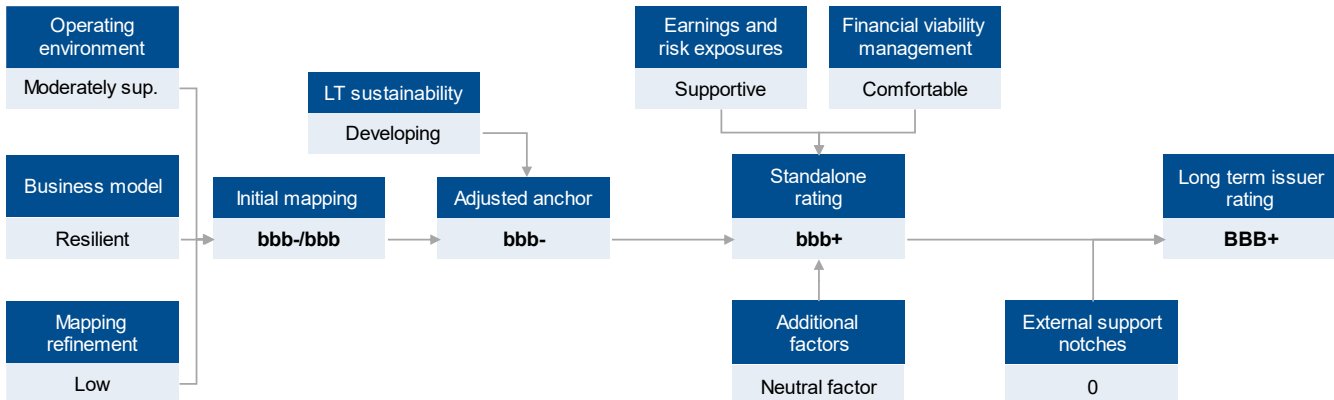 Operating
environment
Moderately sup.
Business model
Resilient
Mapping
refinement
Low
Initial mapping
bbb-/bbb
LT sustainability
Developing
Adjusted anchor
bbb-
Earnings and
risk exposures
Supportive
Financial viability
management
Comfortable
Standalone
rating
bbb+
Additional
factors
Neutral factor
External support
notches
0
Long term issuer
rating
BBB+